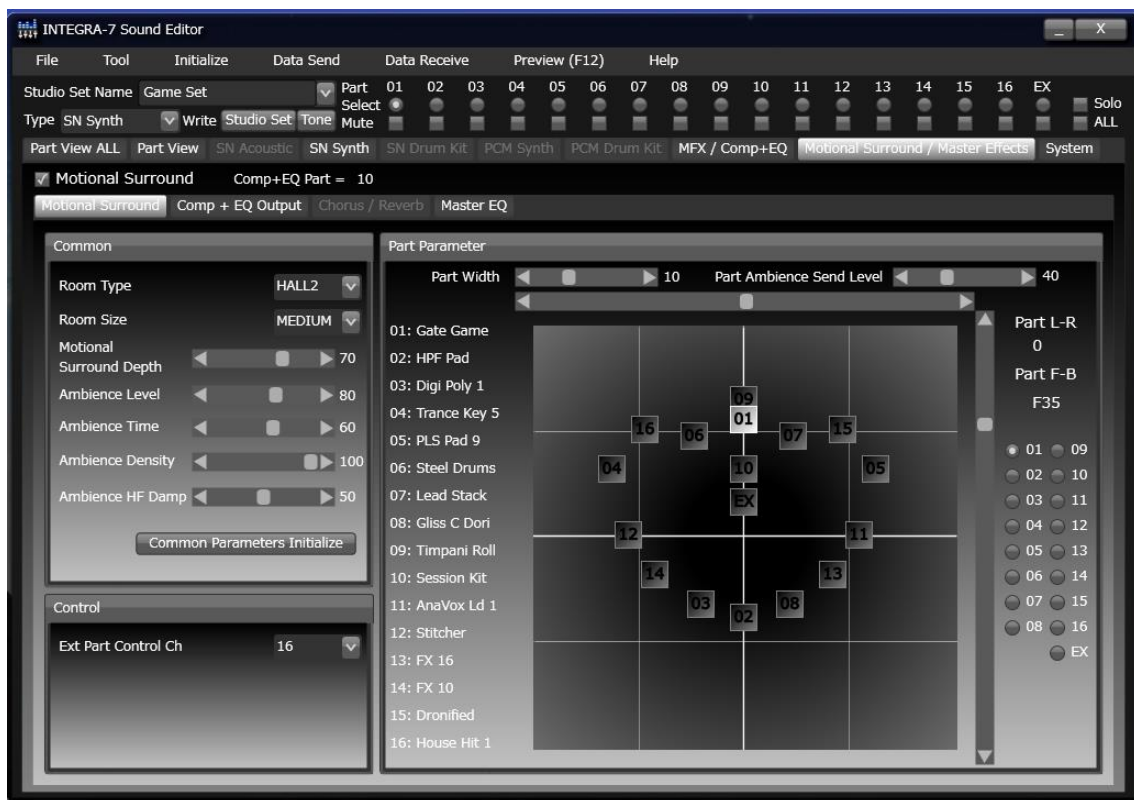 INTEGRA-7 Sound Editor _ X
File Tool Initialize Data Send Data Receive Preview (F12) Help
Studio Set Name Game Set Part 01 02 03 04 05 06 07 08 09 10 11 12 13 14 15 16 EX
Select Solo
Type SN Synth Write Studio Set Tone Mute ALL
Part View ALL Part View SN Acoustic SN Synth SN Drum Kit PCM Synth PCM Drum Kit MFX / Comp+EQ Motional Surround / Master Effects System
Motional Surround Comp+EQ Part = 10
Motional Surround Comp + EQ Output Chorus / Reverb Master EQ
Common
Room Type HALL2
Room Size MEDIUM
Motional
Surround Depth 70
Ambience Level 80
Ambience Time 60
Ambience Density 100
Ambience HF Damp 50
Common Parameters Initialize
Control
Ext Part Control Ch 16
Part Parameter
Part Width 10 Part Ambience Send Level 40
01: Gate Game
02: HPF Pad
03: Digi Poly 1
04: Trance Key 5
05: PLS Pad 9
06: Steel Drums
07: Lead Stack
08: Gliss C Dori
09: Timpani Roll
10: Session Kit
11: AnaVox Ld 1
12: Stitcher
13: FX 16
14: FX 10
15: Dronified
16: House Hit 1
09
01
16 06 07 15
04 10 05
EX
12 11
14 13
03 02 08
Part L-R
0
Part F-B
F35
01 09
02 10
03 11
04 12
05 13
06 14
07 15
08 16
EX